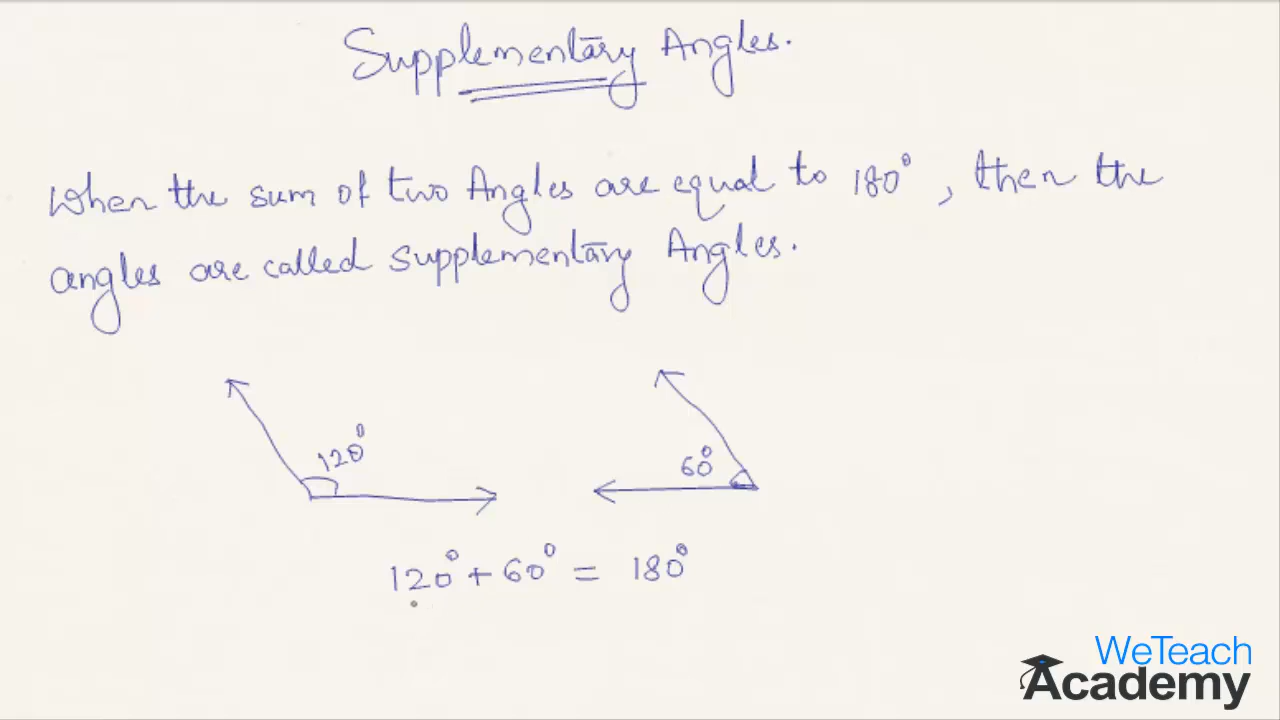 Supplementary Angles.
When the sum of two Angles are equal to 180°, then the
angles are called supplementary Angles.
120°
60°
120° + 60° = 180°
WeTeach
Academy